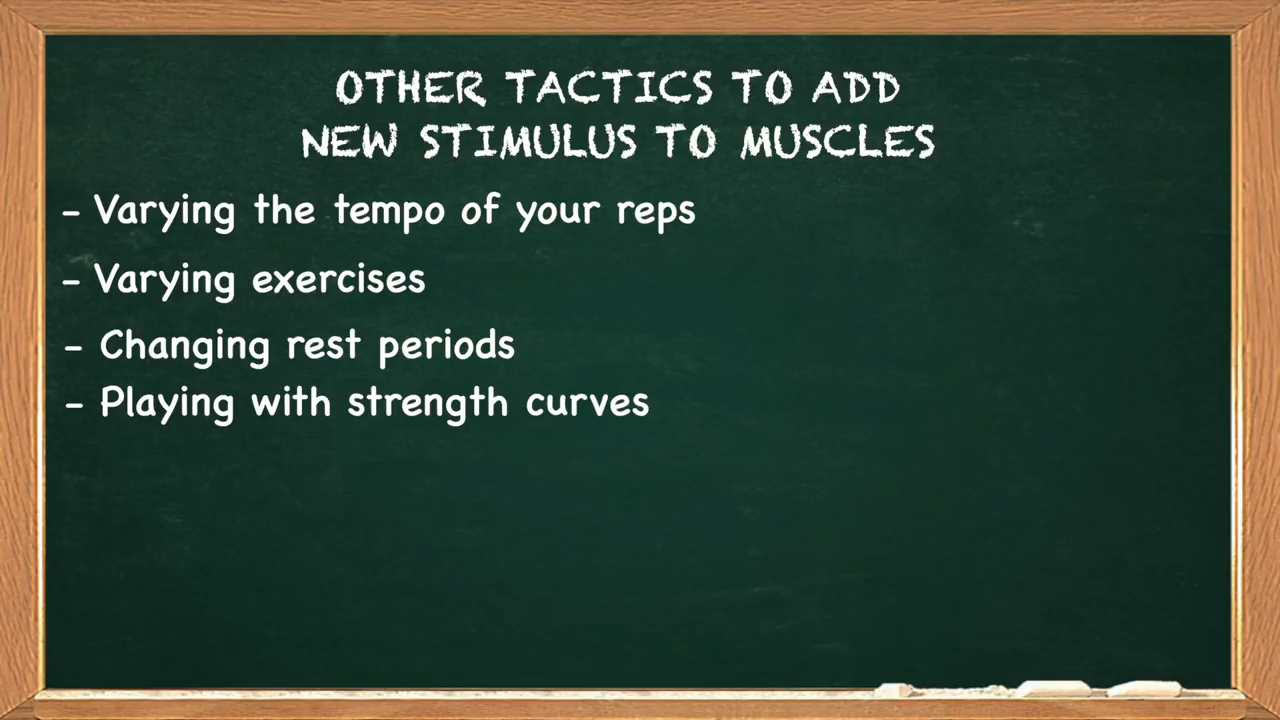 OTHER TACTICS TO ADD
NEW STIMULUS TO MUSCLES
- Varying the tempo of your reps
- Varying exercises
- Changing rest periods
- Playing with strength curves